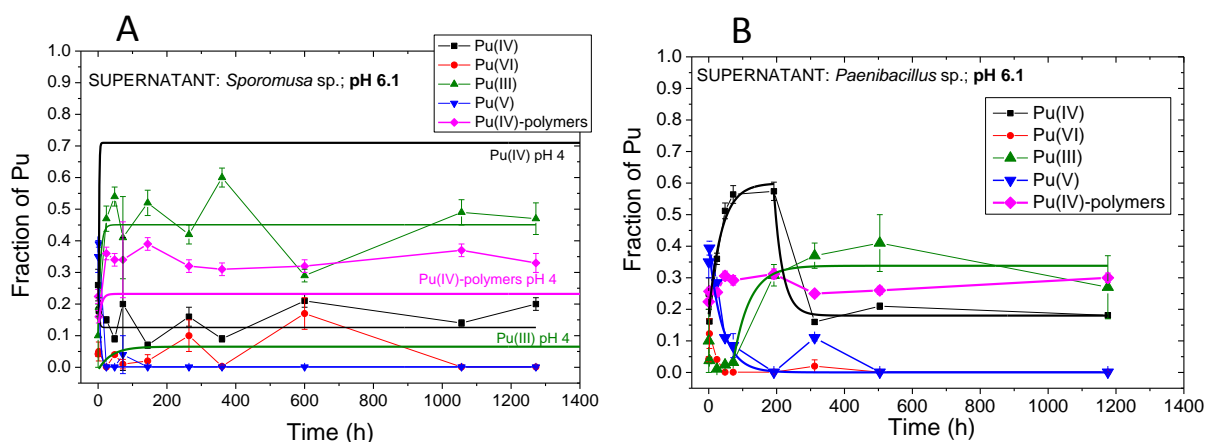 A
Pu(IV)
Pu(VI)
Pu(III)
Pu(V)
Pu(IV)-polymers
SUPERNATANT: Sporomusa sp.; pH 6.1
Pu(IV) pH 4
Pu(IV)-polymers pH 4
Pu(III) pH 4
Fraction of Pu
1.0
0.9
0.8
0.7
0.6
0.5
0.4
0.3
0.2
0.1
0.0
0 200 400 600 800 1000 1200 1400
Time (h)
B
SUPERNATANT: Paenibacillus sp.; pH 6.1
Pu(IV)
Pu(VI)
Pu(III)
Pu(V)
Pu(IV)-polymers
Fraction of Pu
1.0
0.9
0.8
0.7
0.6
0.5
0.4
0.3
0.2
0.1
0.0
0 200 400 600 800 1000 1200 1400
Time (h)